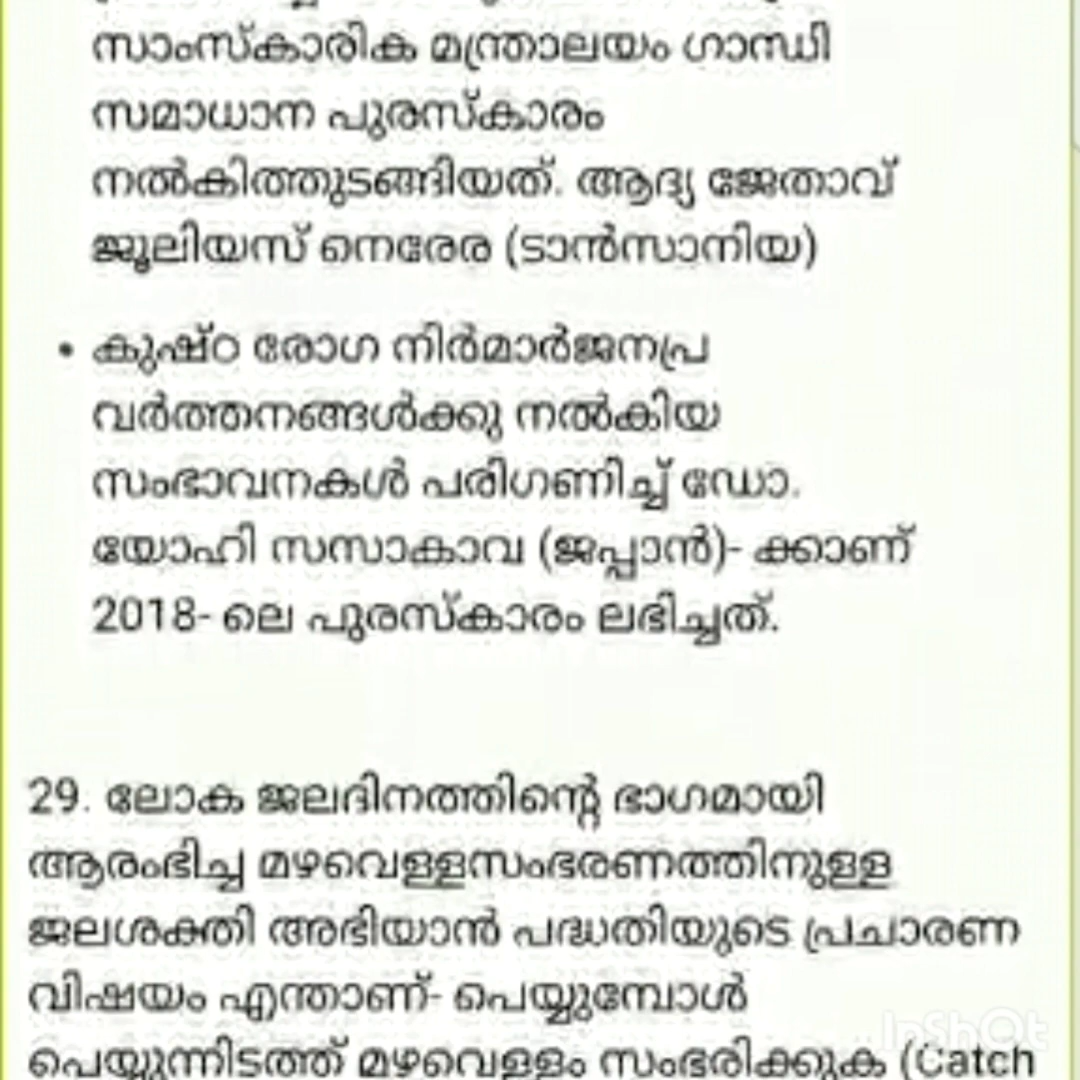 സാംസ്കാരിക മന്ത്രാലയം ഗാന്ധി
സമാധാന പുരസ്കാരം
നൽകിത്തുടങ്ങിയത്. ആദ്യ ജേതാവ്
ജൂലിയസ് നെരേര (ടാൻസാനിയ)
• കുഷ്ഠ രോഗ നിർമാർജനപ്ര
വർത്തനങ്ങൾക്കു നൽകിയ
സംഭാവനകൾ പരിഗണിച്ച് ഡോ.
യോഹി സസാകാവ (ജപ്പാൻ)- ക്കാണ്
2018- ലെ പുരസ്കാരം ലഭിച്ചത്.
29. ലോക ജലദിനത്തിന്റെ ഭാഗമായി
ആരംഭിച്ച മഴവെള്ളസംഭരണത്തിനുള്ള
ജലശക്തി അഭിയാൻ പദ്ധതിയുടെ പ്രചാരണ
വിഷയം എന്താണ്- പെയ്യുമ്പോൾ
പെയ്യുന്നിടത്ത് മഴവെള്ളം സംഭരിക്കുക (Catch
InShOt